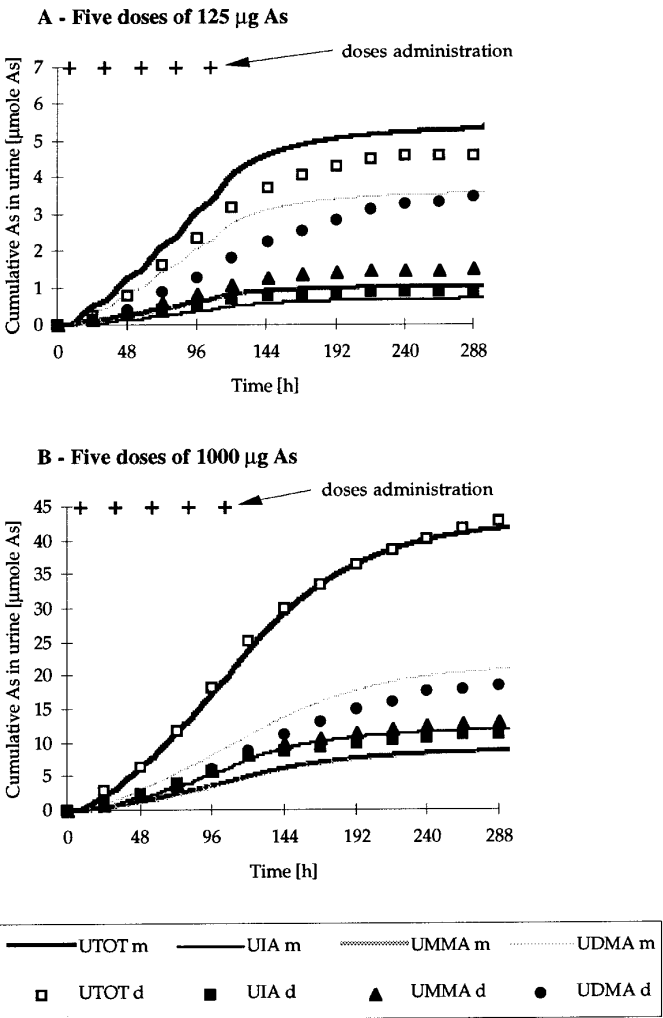 A - Five doses of 125 µg As
doses administration
7
6
5
4
3
2
1
0
Cumulative As in urine [µmole As]
0 48 96 144 192 240 288
Time [h]
B - Five doses of 1000 µg As
doses administration
45
40
35
30
25
20
15
10
5
0
Cumulative As in urine [µmole As]
0 48 96 144 192 240 288
Time [h]
UTOT m UIA m UMMA m UDMA m
UTOT d UIA d UMMA d UDMA d